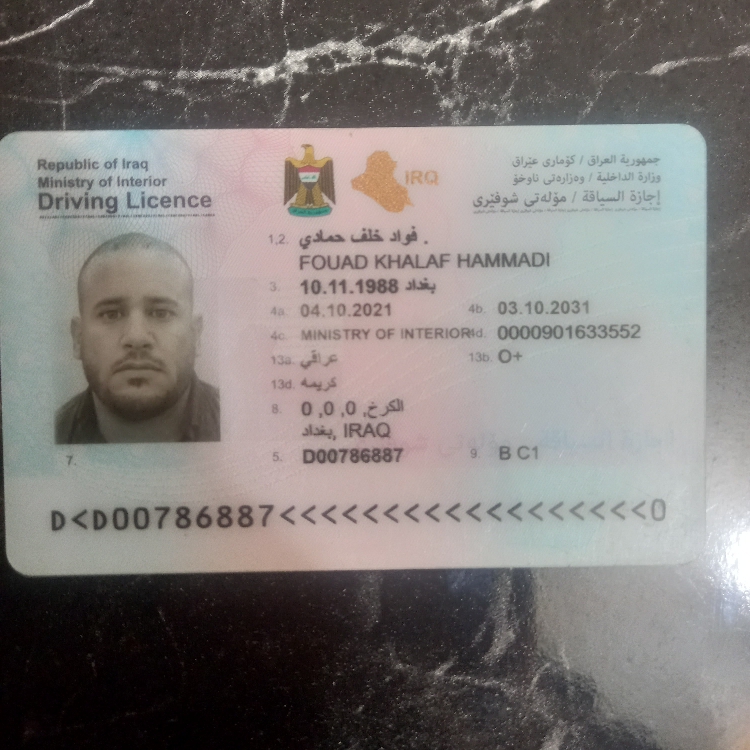 Republic of Iraq
Ministry of Interior
Driving Licence
IRQ
جمهورية العراق / كۆماری عێراق
وزارة الداخلية / وەزارەتی ناوخۆ
إجازة السياقة / مۆڵەتی شوفێری
1,2. فواد خلف حمادي .
FOUAD KHALAF HAMMADI
3. 10.11.1988 بغداد
4a. 04.10.2021 4b. 03.10.2031
4c. MINISTRY OF INTERIOR 4d. 0000901633552
13a. عراقي 13b. O+
13d. كريمه
8. الكرخ, 0, 0, 0
بغداد, IRAQ
7.
5. D00786887 9. B C1
D<D00786887<<<<<<<<<<<<<<<<<<<0